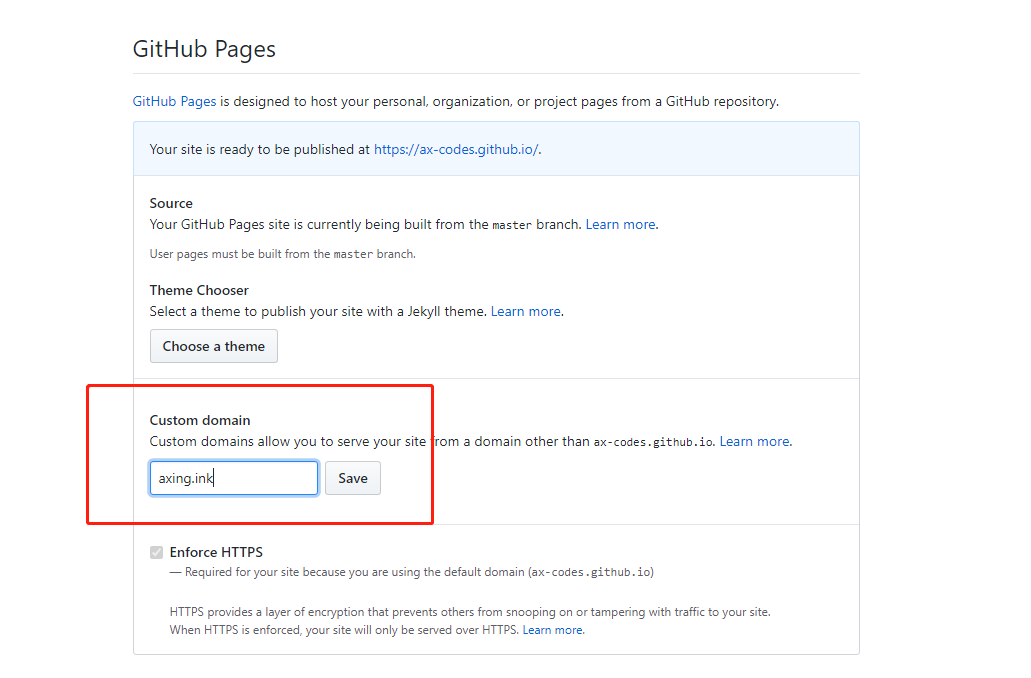 GitHub Pages
GitHub Pages is designed to host your personal, organization, or project pages from a GitHub repository.
Your site is ready to be published at https://ax-codes.github.io/.
Source
Your GitHub Pages site is currently being built from the master branch. Learn more.
User pages must be built from the master branch.
Theme Chooser
Select a theme to publish your site with a Jekyll theme. Learn more.
Choose a theme
Custom domain
Custom domains allow you to serve your site from a domain other than ax-codes.github.io. Learn more.
axing.ink Save
Enforce HTTPS
— Required for your site because you are using the default domain (ax-codes.github.io)
HTTPS provides a layer of encryption that prevents others from snooping on or tampering with traffic to your site.
When HTTPS is enforced, your site will only be served over HTTPS. Learn more.